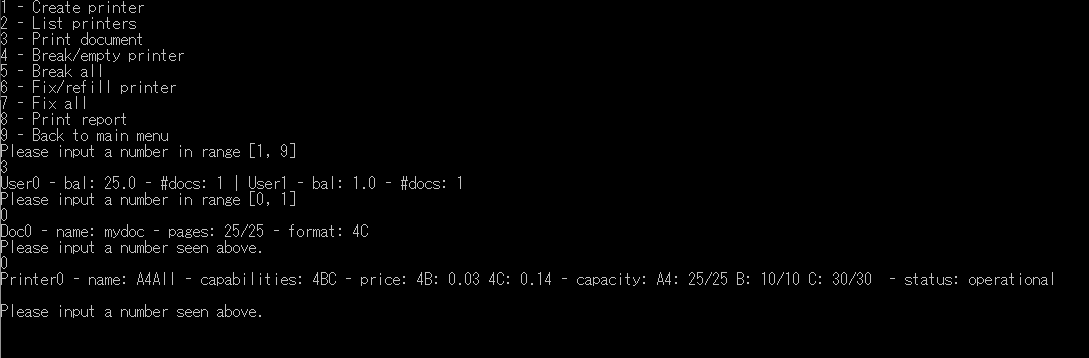 1 - Create printer
2 - List printers
3 - Print document
4 - Break/empty printer
5 - Break all
6 - Fix/refill printer
7 - Fix all
8 - Print report
9 - Back to main menu
Please input a number in range [1, 9]
3
User0 - bal: 25.0 - #docs: 1 | User1 - bal: 1.0 - #docs: 1
Please input a number in range [0, 1]
0
Doc0 - name: mydoc - pages: 25/25 - format: 4C
Please input a number seen above.
0
Printer0 - name: A4All - capabilities: 4BC - price: 4B: 0.03 4C: 0.14 - capacity: A4: 25/25 B: 10/10 C: 30/30  - status: operational
Please input a number seen above.